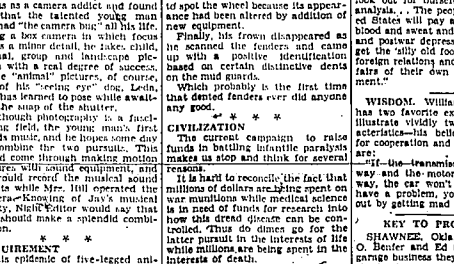 as a camera addict and found
that the talented young man
had "the camera bug" all his life.
a box camera in which focus
a minor detail, he takes child,
group and landscape pic-
with a real degree of success.
"animal" pictures, of course,
of his "seeing eye" dog, Leda,
has learned to pose while await-
the snap of the shutter.
though photography is a fasci-
field, the young man's first
is music, and he hopes some day
combine the two pursuits. This
come through making motion
with sound equipment, and
could record the musical sound
while Mrs. Hill operated the
Knowing of Jay's musical
Night Editor would say that
should make a splendid combi-
* * *
this epidemic of five-legged ani-
to spot the wheel because its appear-
ance had been altered by addition of
new equipment.
Finally, his frown disappeared as
he scanned the fenders and came
up with a positive identification
based on certain distinctive dents
on the mud guards.
Which probably is the first time
that dented fenders ever did anyone
any good.
* * * *
CIVILIZATION
The current campaign to raise
funds in battling infantile paralysis
makes us stop and think for several
reasons.
It is hard to reconcile the fact that
millions of dollars are being spent on
war munitions while medical science
is in need of funds for research into
how this dread disease can be con-
trolled. Thus do dimes go for the
latter pursuit in the interests of life
while millions are being spent in the
interests of death.
analysis. . . The peo
ed States will pay a
blood and sweat and
and postwar depress
get the silly old foo
foreign relations and
fairs of their own
ment."
WISDOM. Willia
has two favorite ex
illustrate vividly tw
acteristics—his belie
for cooperation and
are:
"If the transmiss
way and the motor
way, the car won't
have a problem, yo
out by getting mad
KEY TO PRO
SHAWNEE, Okla
O. Benfer and Ed
garage business they